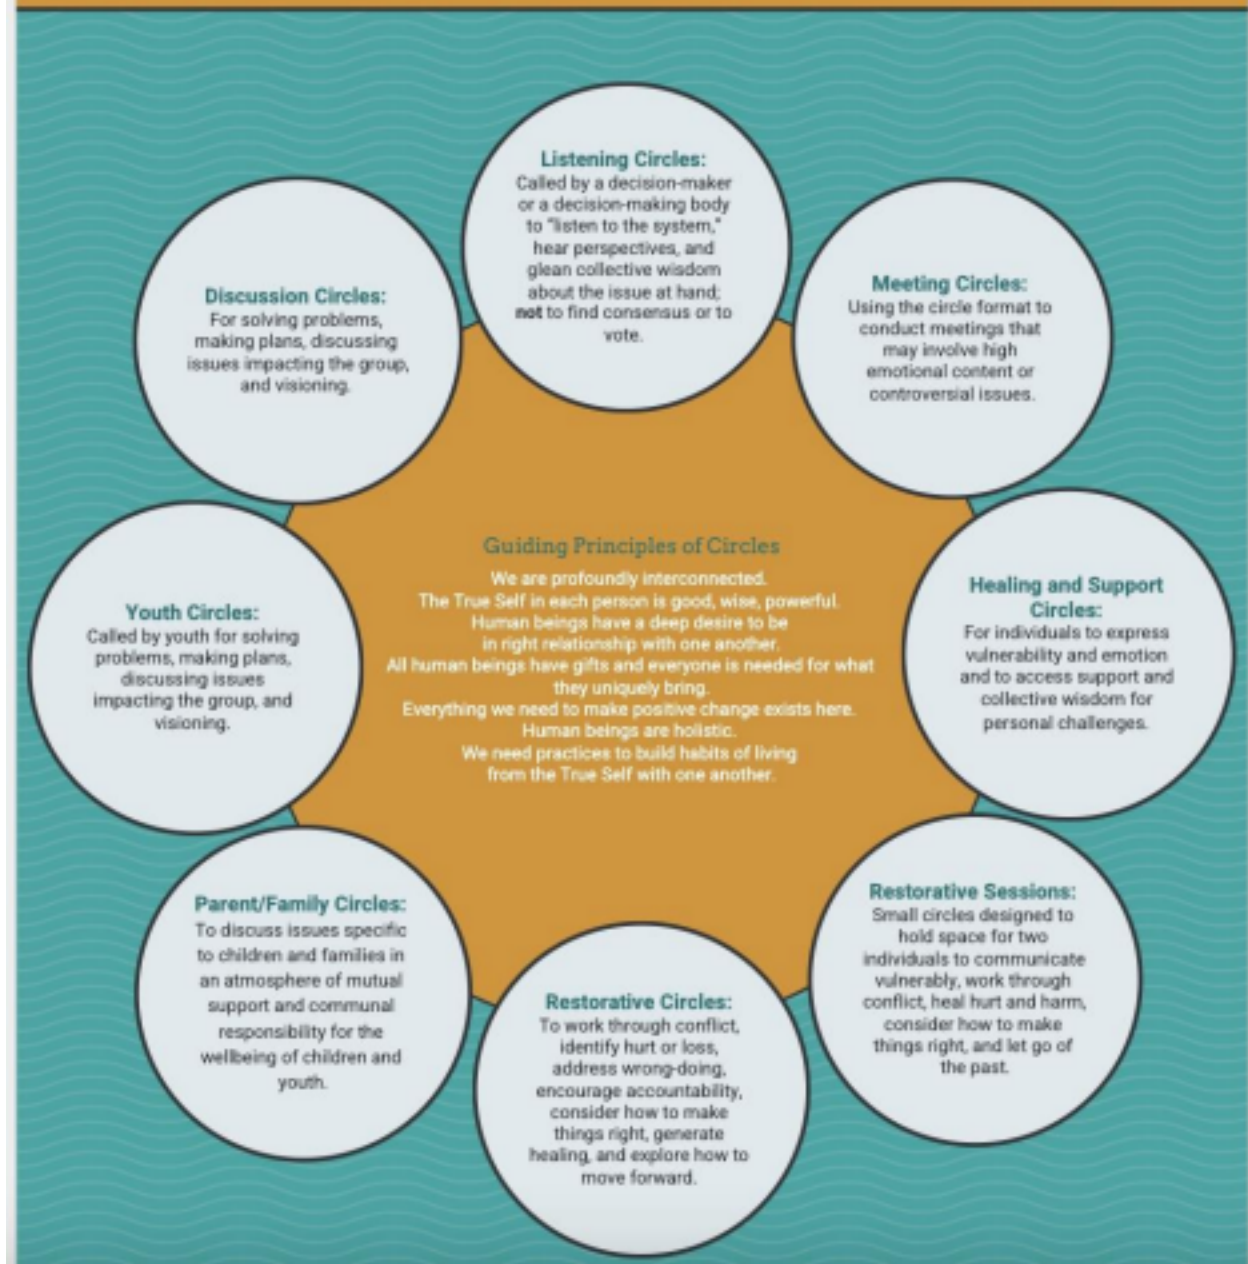 Listening Circles:
Called by a decision-maker
or a decision-making body
to "listen to the system,"
hear perspectives, and
glean collective wisdom
about the issue at hand;
not to find consensus or to
vote.
Meeting Circles:
Using the circle format to
conduct meetings that
may involve high
emotional content or
controversial issues.
Healing and Support
Circles:
For individuals to express
vulnerability and emotion
and to access support and
collective wisdom for
personal challenges.
Restorative Sessions:
Small circles designed to
hold space for two
individuals to communicate
vulnerably, work through
conflict, heal hurt and harm,
consider how to make
things right, and let go of
the past.
Restorative Circles:
To work through conflict,
identify hurt or loss,
address wrong-doing,
encourage accountability,
consider how to make
things right, generate
healing, and explore how to
move forward.
Parent/Family Circles:
To discuss issues specific
to children and families in
an atmosphere of mutual
support and communal
responsibility for the
wellbeing of children and
youth.
Youth Circles:
Called by youth for solving
problems, making plans,
discussing issues
impacting the group, and
visioning.
Discussion Circles:
For solving problems,
making plans, discussing
issues impacting the group,
and visioning.
Guiding Principles of Circles
We are profoundly interconnected.
The True Self in each person is good, wise, powerful.
Human beings have a deep desire to be
in right relationship with one another.
All human beings have gifts and everyone is needed for what
they uniquely bring.
Everything we need to make positive change exists here.
Human beings are holistic.
We need practices to build habits of living
from the True Self with one another.